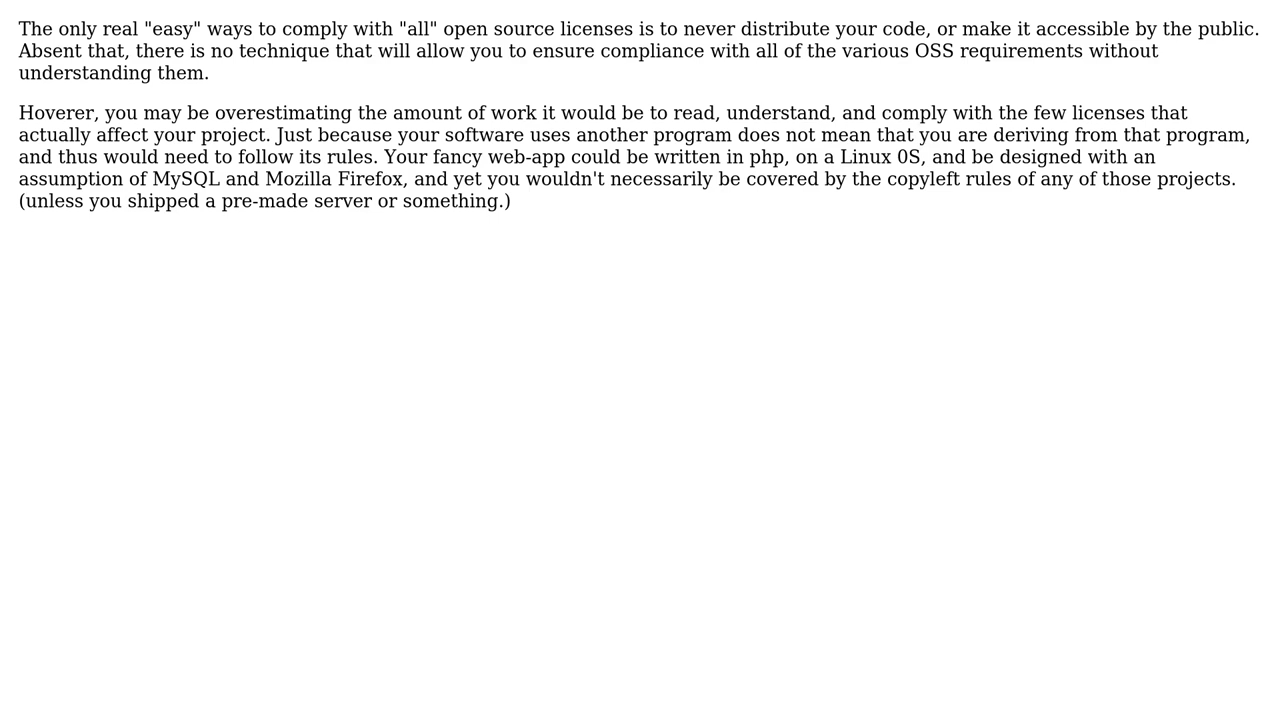 The only real "easy" ways to comply with "all" open source licenses is to never distribute your code, or make it accessible by the public.
Absent that, there is no technique that will allow you to ensure compliance with all of the various OSS requirements without
understanding them.
Hoverer, you may be overestimating the amount of work it would be to read, understand, and comply with the few licenses that
actually affect your project. Just because your software uses another program does not mean that you are deriving from that program,
and thus would need to follow its rules. Your fancy web-app could be written in php, on a Linux 0S, and be designed with an
assumption of MySQL and Mozilla Firefox, and yet you wouldn't necessarily be covered by the copyleft rules of any of those projects.
(unless you shipped a pre-made server or something.)